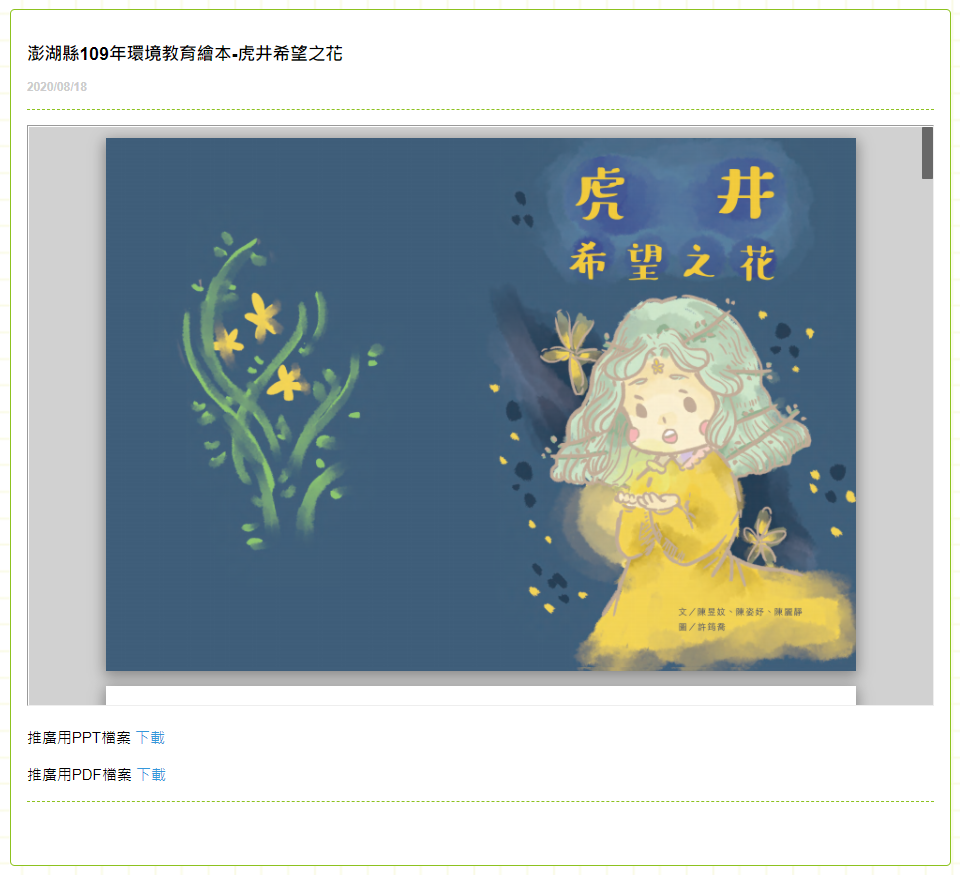 澎湖縣109年環境教育繪本-虎井希望之花
2020/08/18
虎 井
希望之花
文／陳昱妏、陳姿妤、陳麗靜
圖／許筠喬
推廣用PPT檔案 下載
推廣用PDF檔案 下載